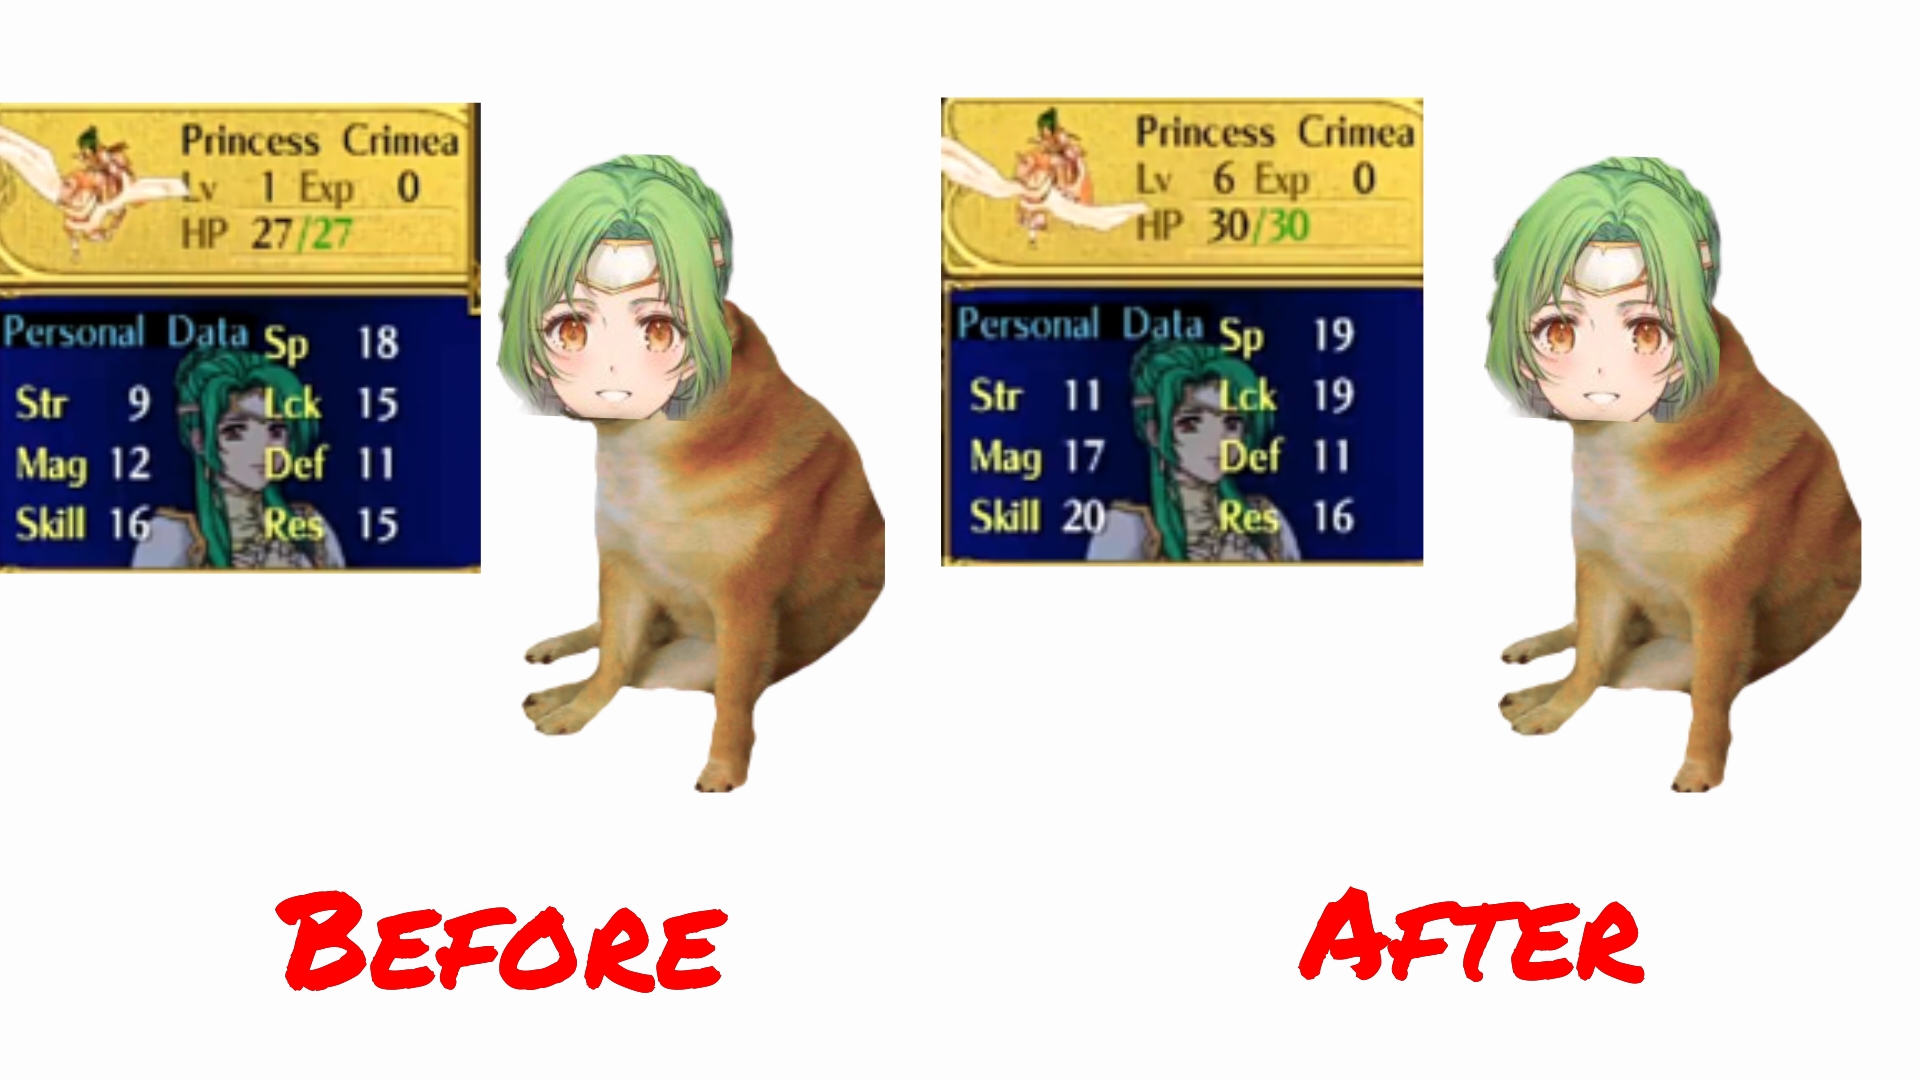 Princess Crimea
Lv 1 Exp 0
HP 27/27
Personal Data
Sp 18
Str 9
Lck 15
Mag 12
Def 11
Skill 16
Res 15
Princess Crimea
Lv 6 Exp 0
HP 30/30
Personal Data
Sp 19
Str 11
Lck 19
Mag 17
Def 11
Skill 20
Res 16
BEFORE
AFTER